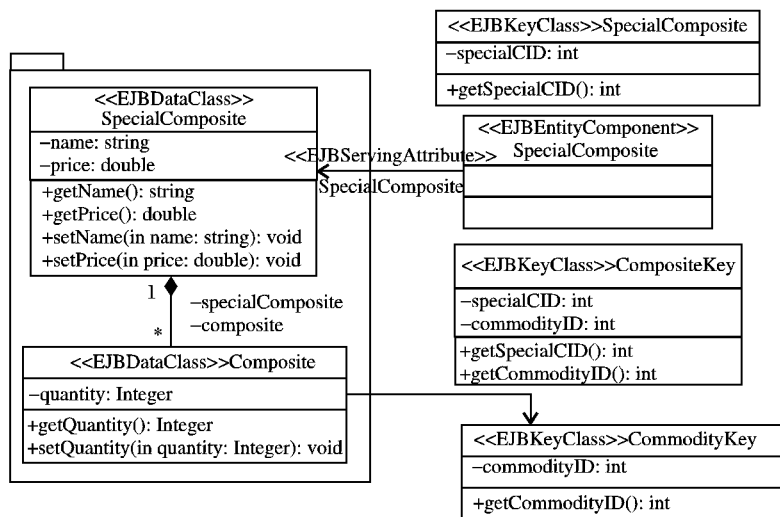 <<EJBKeyClass>>SpecialComposite
−specialCID: int
+getSpecialCID(): int
<<EJBDataClass>>
SpecialComposite
−name: string
−price: double
+getName(): string
+getPrice(): double
+setName(in name: string): void
+setPrice(in price: double): void
<<EJBServingAttribute>>
SpecialComposite
<<EJBEntityComponent>>
SpecialComposite
1
−specialComposite
−composite
*
<<EJBKeyClass>>CompositeKey
−specialCID: int
−commodityID: int
+getSpecialCID(): int
+getCommodityID(): int
<<EJBDataClass>>Composite
−quantity: Integer
+getQuantity(): Integer
+setQuantity(in quantity: Integer): void
<<EJBKeyClass>>CommodityKey
−commodityID: int
+getCommodityID(): int